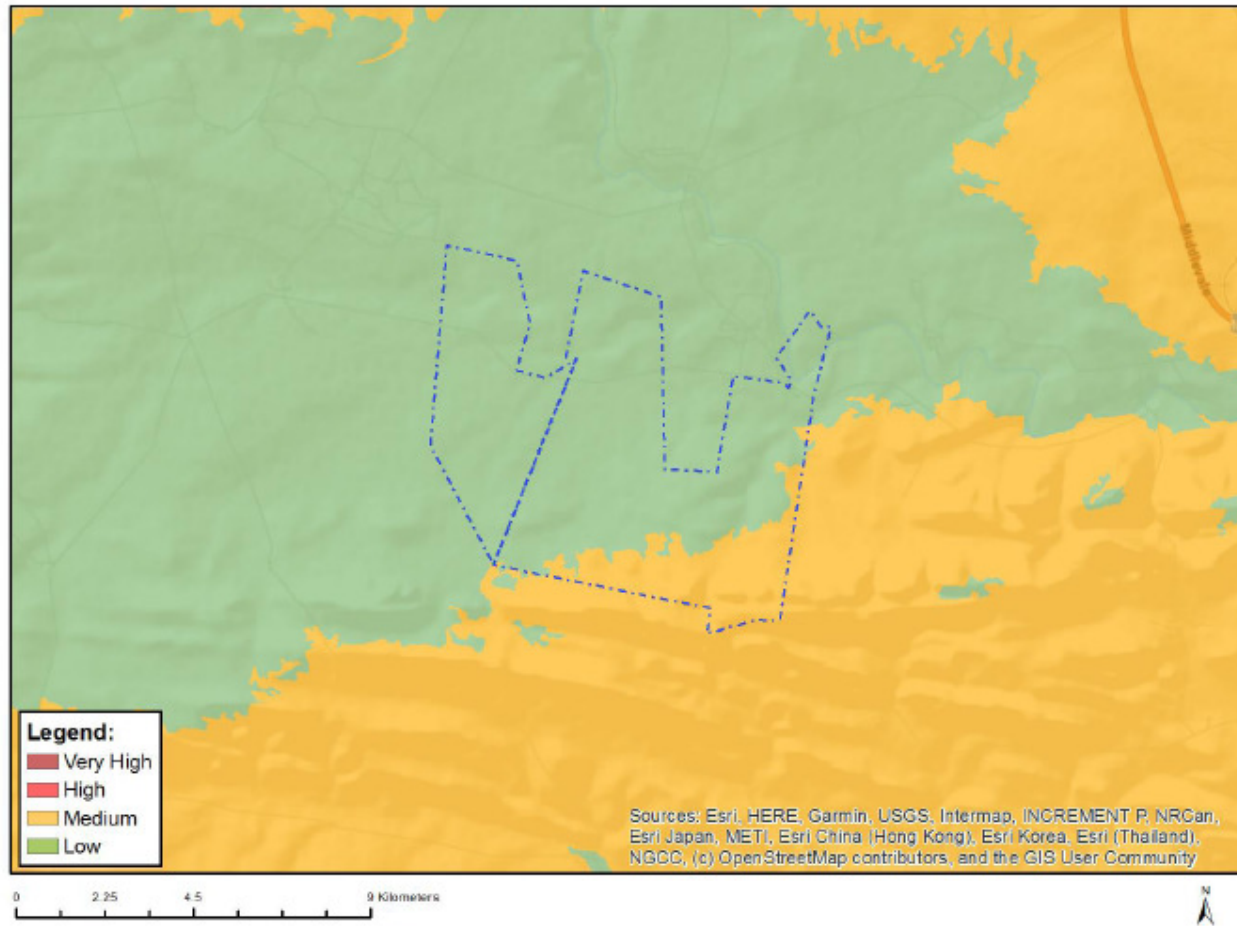 Middlevale
Legend:
Very High
High
Medium
Low
Sources: Esri, HERE, Garmin, USGS, Intermap, INCREMENT P, NRCan,
Esri Japan, METI, Esri China (Hong Kong), Esri Korea, Esri (Thailand),
NGCC, (c) OpenStreetMap contributors, and the GIS User Community
0 2.25 4.5 9 Kilometers
N